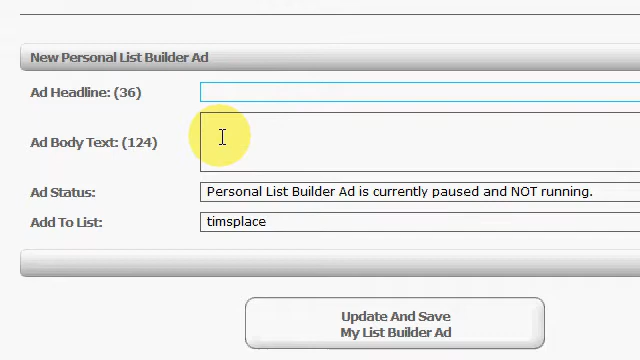 New Personal List Builder Ad
Ad Headline: (36)
Ad Body Text: (124)
Ad Status: Personal List Builder Ad is currently paused and NOT running.
Add To List: timsplace
Update And Save
My List Builder Ad